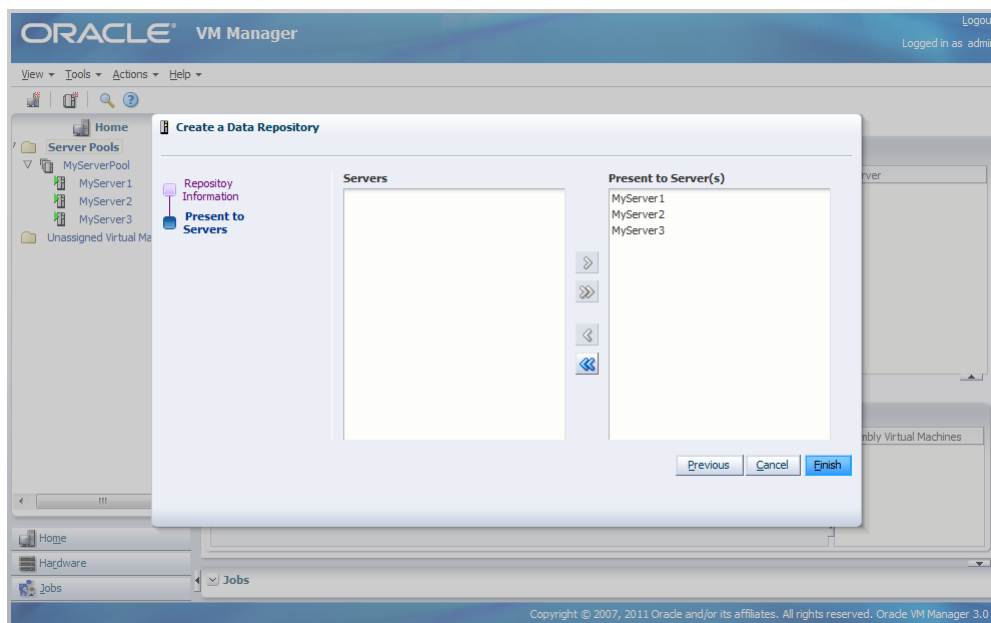 ORACLE® VM Manager
Logou
Logged in as admi
View Tools Actions Help
Home
Server Pools
MyServerPool
MyServer1
MyServer2
MyServer3
Unassigned Virtual Ma
Create a Data Repository
Repositoy
Information
Present to
Servers
Servers
Present to Server(s)
MyServer1
MyServer2
MyServer3
rver
Previous Cancel Finish
nbly Virtual Machines
Home
Hardware
Jobs
Jobs
Copyright © 2007, 2011 Oracle and/or its affiliates. All rights reserved. Oracle VM Manager 3.0